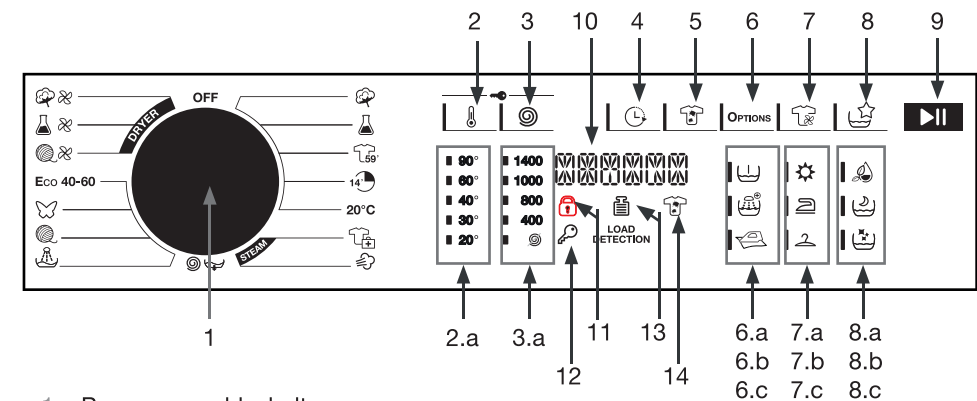 2 3 10 4 5 6 7 8 9
OFF
DRYER
OPTIONS
59'
14'
ECO 40-60
20°C
STEAM
90° 1400
60° 1000
40° 800
30° 400
20°
LOAD
DETECTION
1 2.a 3.a 11 13 6.a 7.a 8.a
12 14 6.b 7.b 8.b
6.c 7.c 8.c